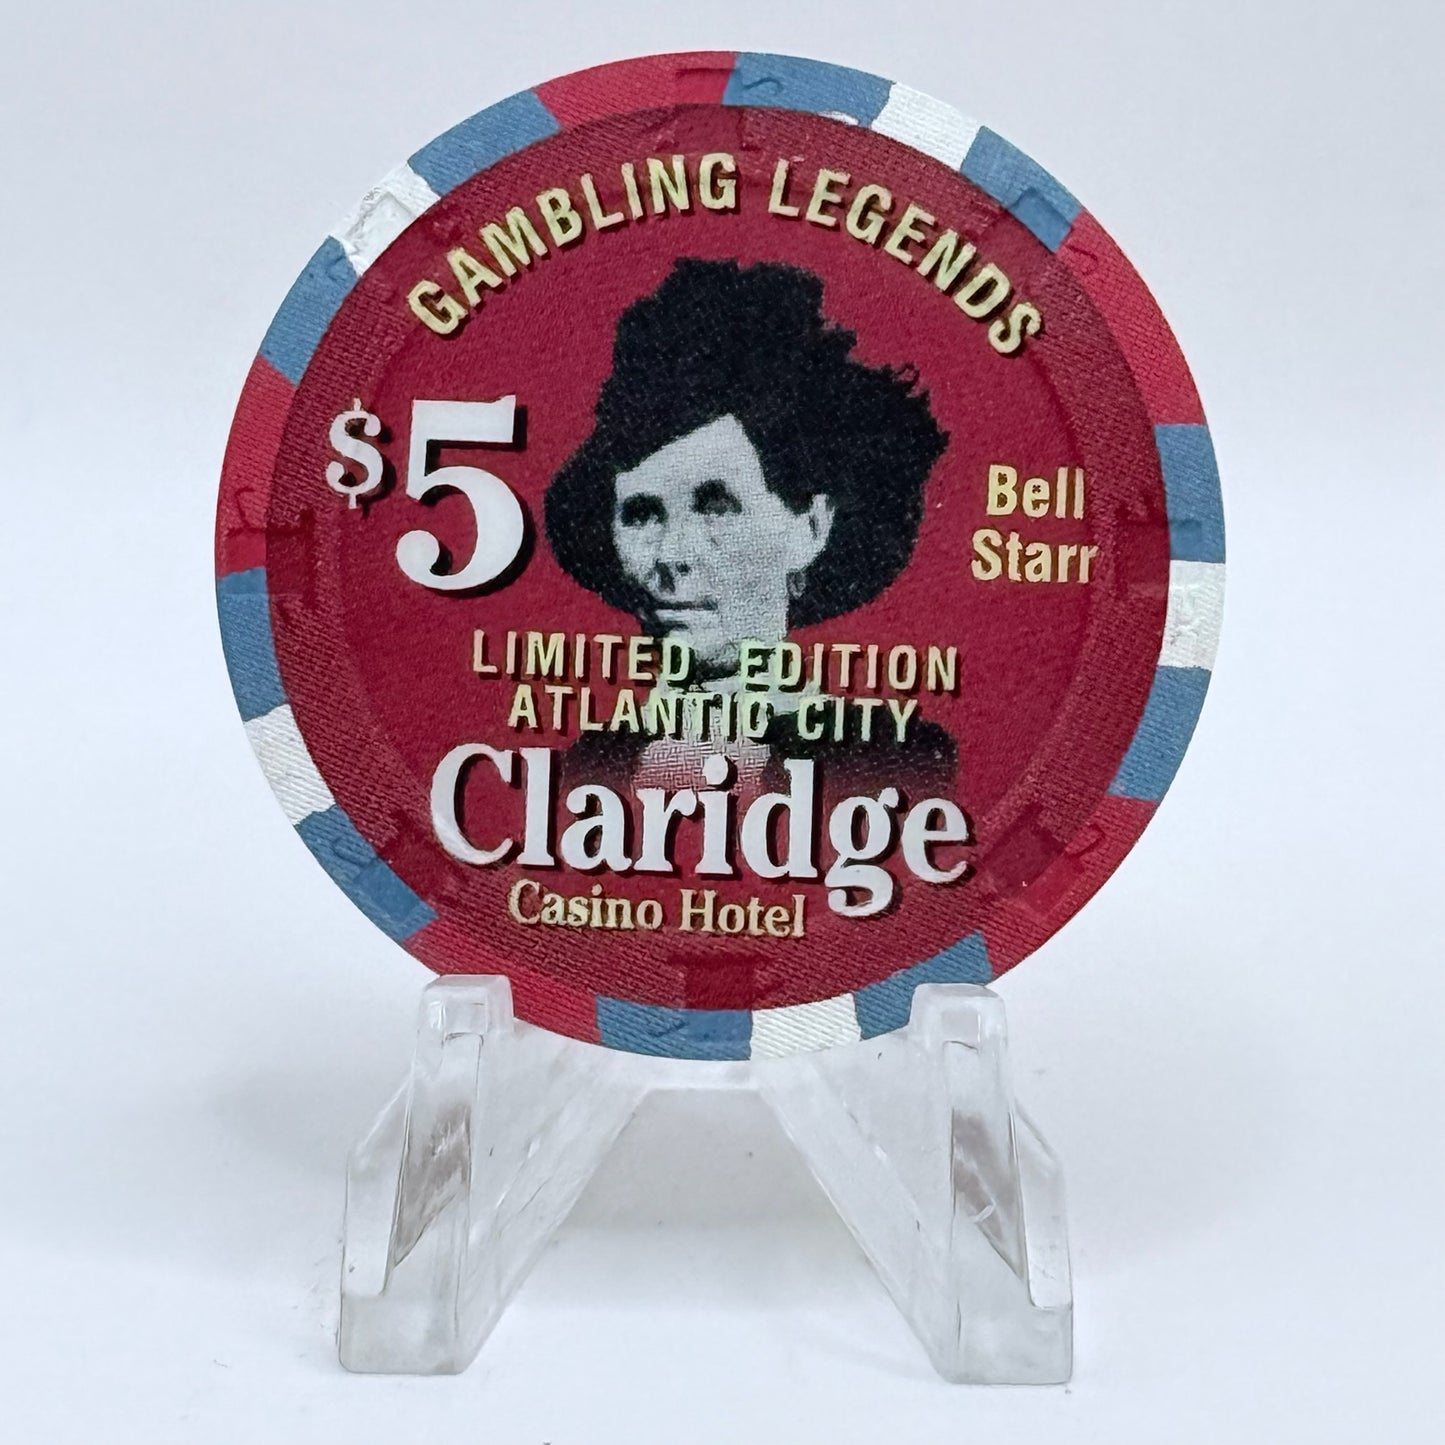 GAMBLING LEGENDS
$5
Bell
Starr
LIMITED EDITION
ATLANTIC CITY
Claridge
Casino Hotel